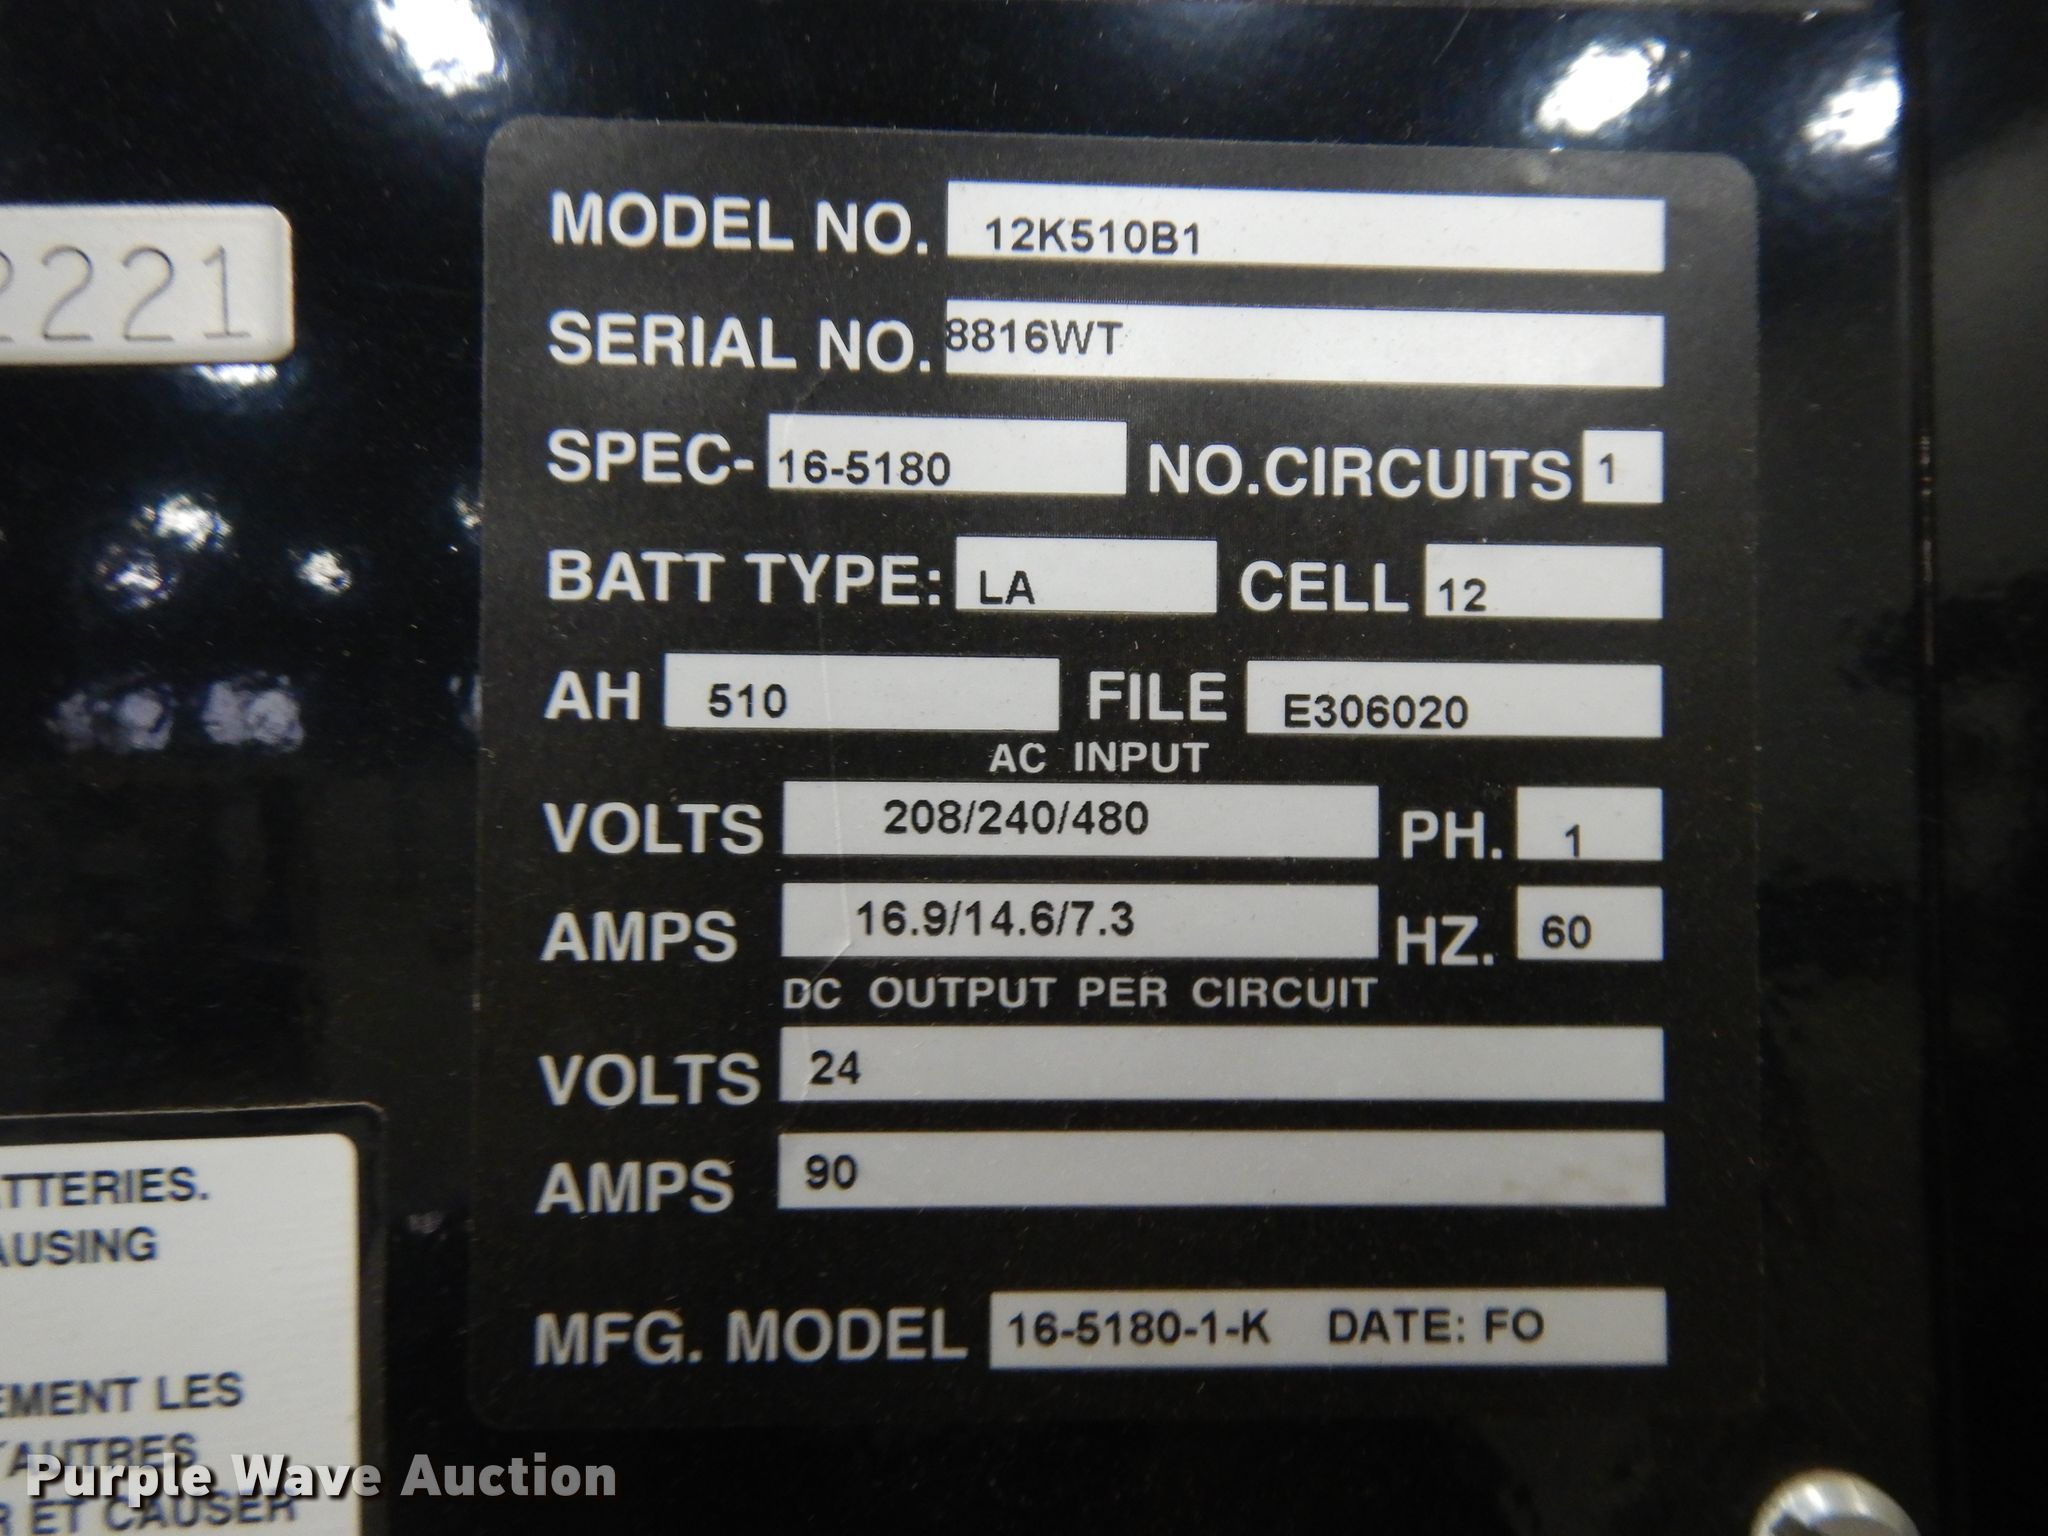 MODEL NO. 12K510B1
2221
SERIAL NO. 8816WT
SPEC- 16-5180 NO.CIRCUITS 1
BATT TYPE: LA CELL 12
AH 510 FILE E306020
AC INPUT
VOLTS 208/240/480 PH. 1
AMPS 16.9/14.6/7.3 HZ. 60
DC OUTPUT PER CIRCUIT
VOLTS 24
AMPS 90
MFG. MODEL 16-5180-1-K DATE: FO
TTERIES.
AUSING
EMENT LES
'AUTRES
R ET CAUSER
Purple Wave Auction